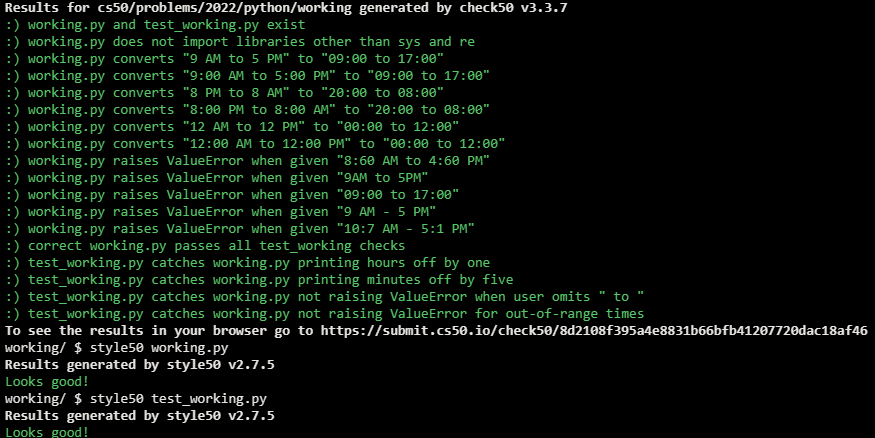 Results for cs50/problems/2022/python/working generated by check50 v3.3.7
:) working.py and test_working.py exist
:) working.py does not import libraries other than sys and re
:) working.py converts "9 AM to 5 PM" to "09:00 to 17:00"
:) working.py converts "9:00 AM to 5:00 PM" to "09:00 to 17:00"
:) working.py converts "8 PM to 8 AM" to "20:00 to 08:00"
:) working.py converts "8:00 PM to 8:00 AM" to "20:00 to 08:00"
:) working.py converts "12 AM to 12 PM" to "00:00 to 12:00"
:) working.py converts "12:00 AM to 12:00 PM" to "00:00 to 12:00"
:) working.py raises ValueError when given "8:60 AM to 4:60 PM"
:) working.py raises ValueError when given "9AM to 5PM"
:) working.py raises ValueError when given "09:00 to 17:00"
:) working.py raises ValueError when given "9 AM - 5 PM"
:) working.py raises ValueError when given "10:7 AM - 5:1 PM"
:) correct working.py passes all test_working checks
:) test_working.py catches working.py printing hours off by one
:) test_working.py catches working.py printing minutes off by five
:) test_working.py catches working.py not raising ValueError when user omits " to "
:) test_working.py catches working.py not raising ValueError for out-of-range times
To see the results in your browser go to https://submit.cs50.io/check50/8d2108f395a4e8831b66bfb41207720dac18af46
working/ $ style50 working.py
Results generated by style50 v2.7.5
Looks good!
working/ $ style50 test_working.py
Results generated by style50 v2.7.5
Looks good!